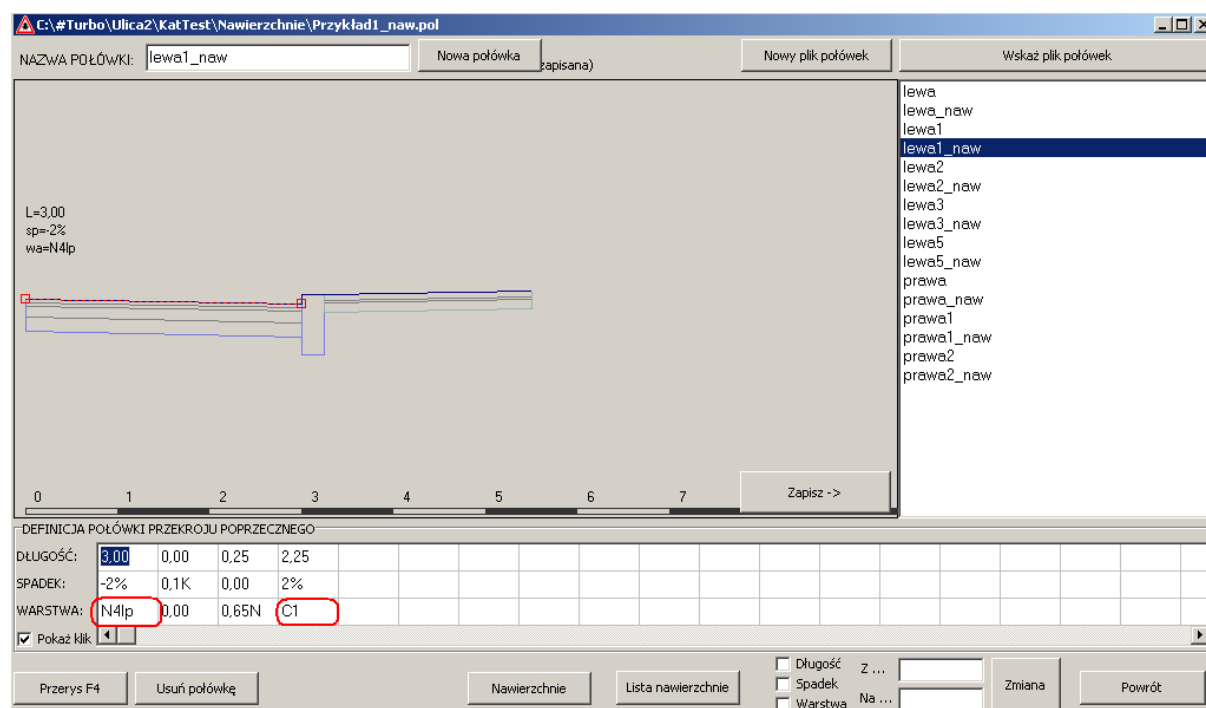 C:\#Turbo\Ulica2\KatTest\Nawierzchnie\Przykład1_naw.pol
NAZWA POŁÓWKI: lewa1_naw Nowa połówka zapisana) Nowy plik połówek Wskaż plik połówek
lewa
lewa_naw
lewa1
lewa1_naw
lewa2
lewa2_naw
lewa3
lewa3_naw
lewa5
lewa5_naw
prawa
prawa_naw
prawa1
prawa1_naw
prawa2
prawa2_naw
L=3,00
sp=-2%
wa=N4lp
Zapisz ->
0 1 2 3 4 5 6 7
DEFINICJA POŁÓWKI PRZEKROJU POPRZECZNEGO
DŁUGOŚĆ: 3,00 0,00 0,25 2,25
SPADEK: -2% 0,1K 0,00 2%
WARSTWA: N4lp 0,00 0,65N C1
Pokaż klik
Przerys F4 Usuń połówkę Nawierzchnie Lista nawierzchnie Długość Z ... Zmiana Powrót
Spadek
Warstwa Na ...